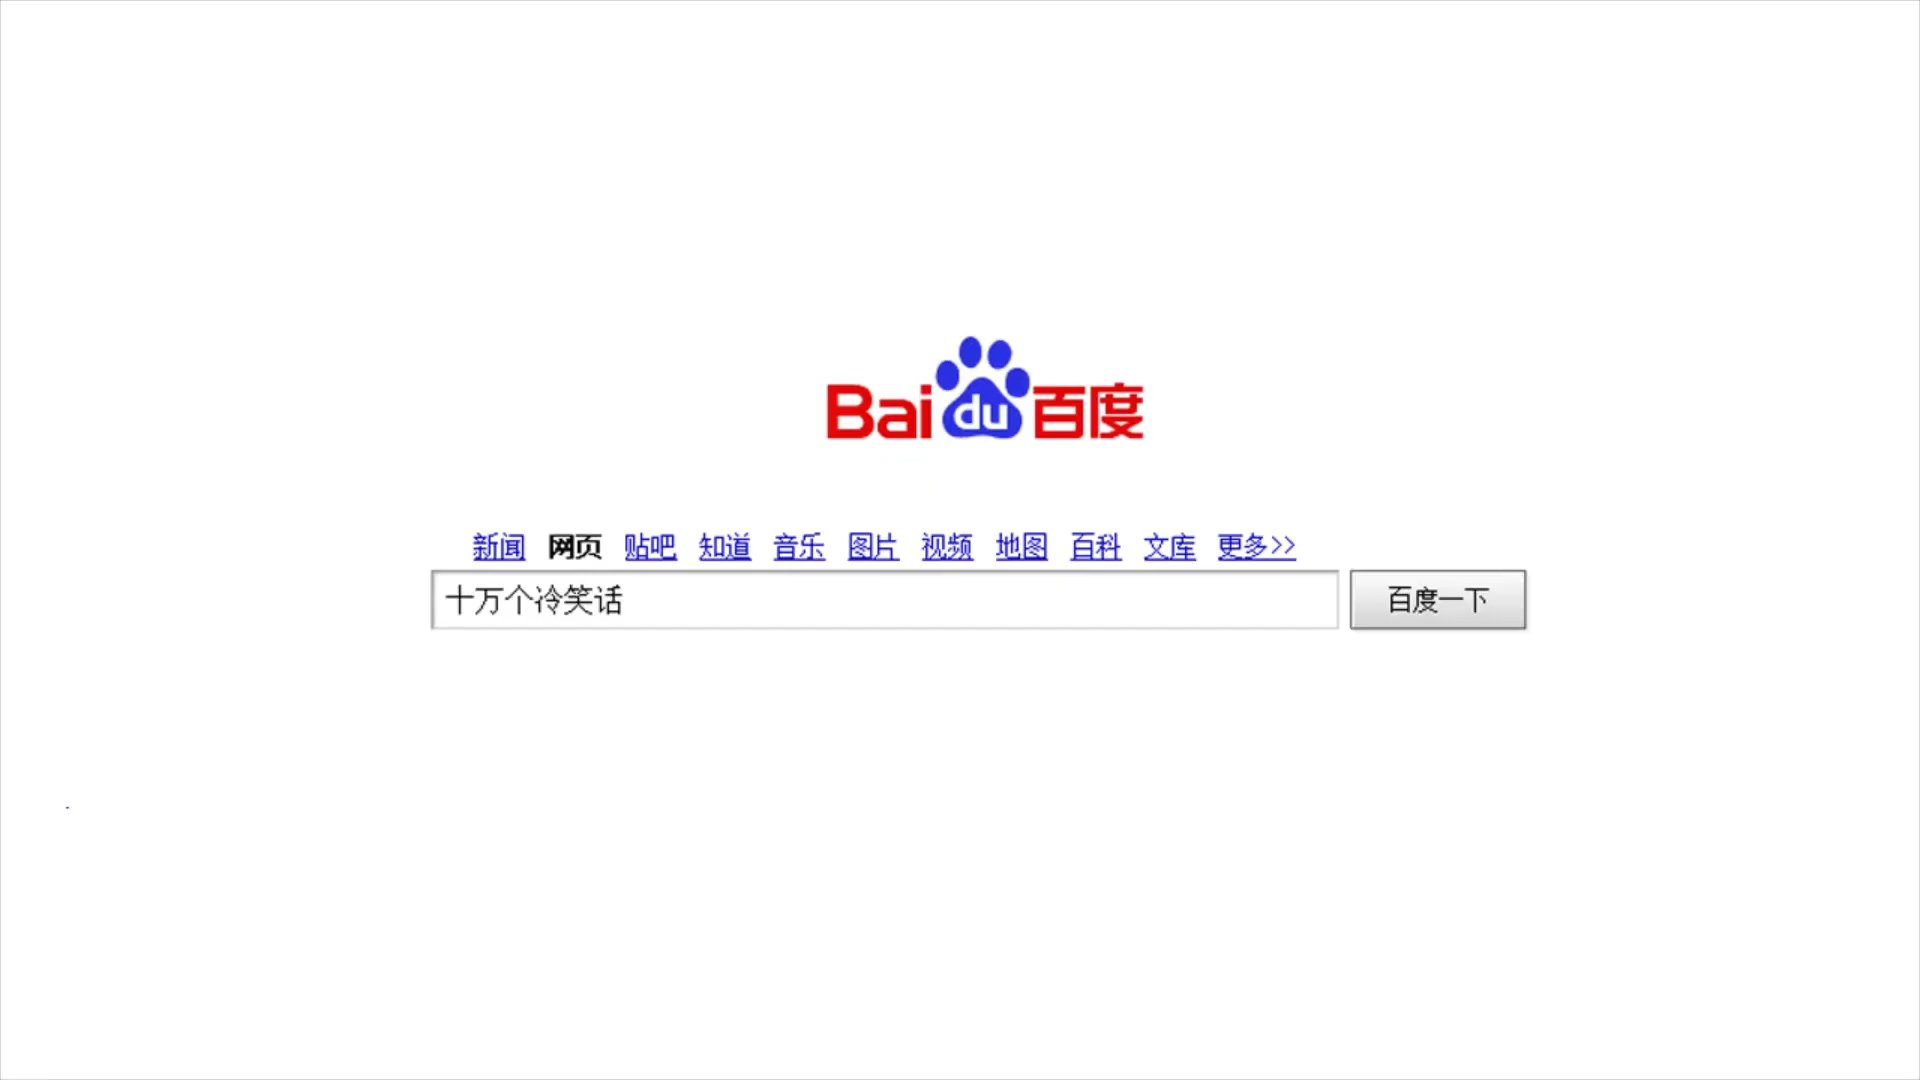 Bai du 百度
新闻 网页 贴吧 知道 音乐 图片 视频 地图 百科 文库 更多>>
十万个冷笑话 百度一下